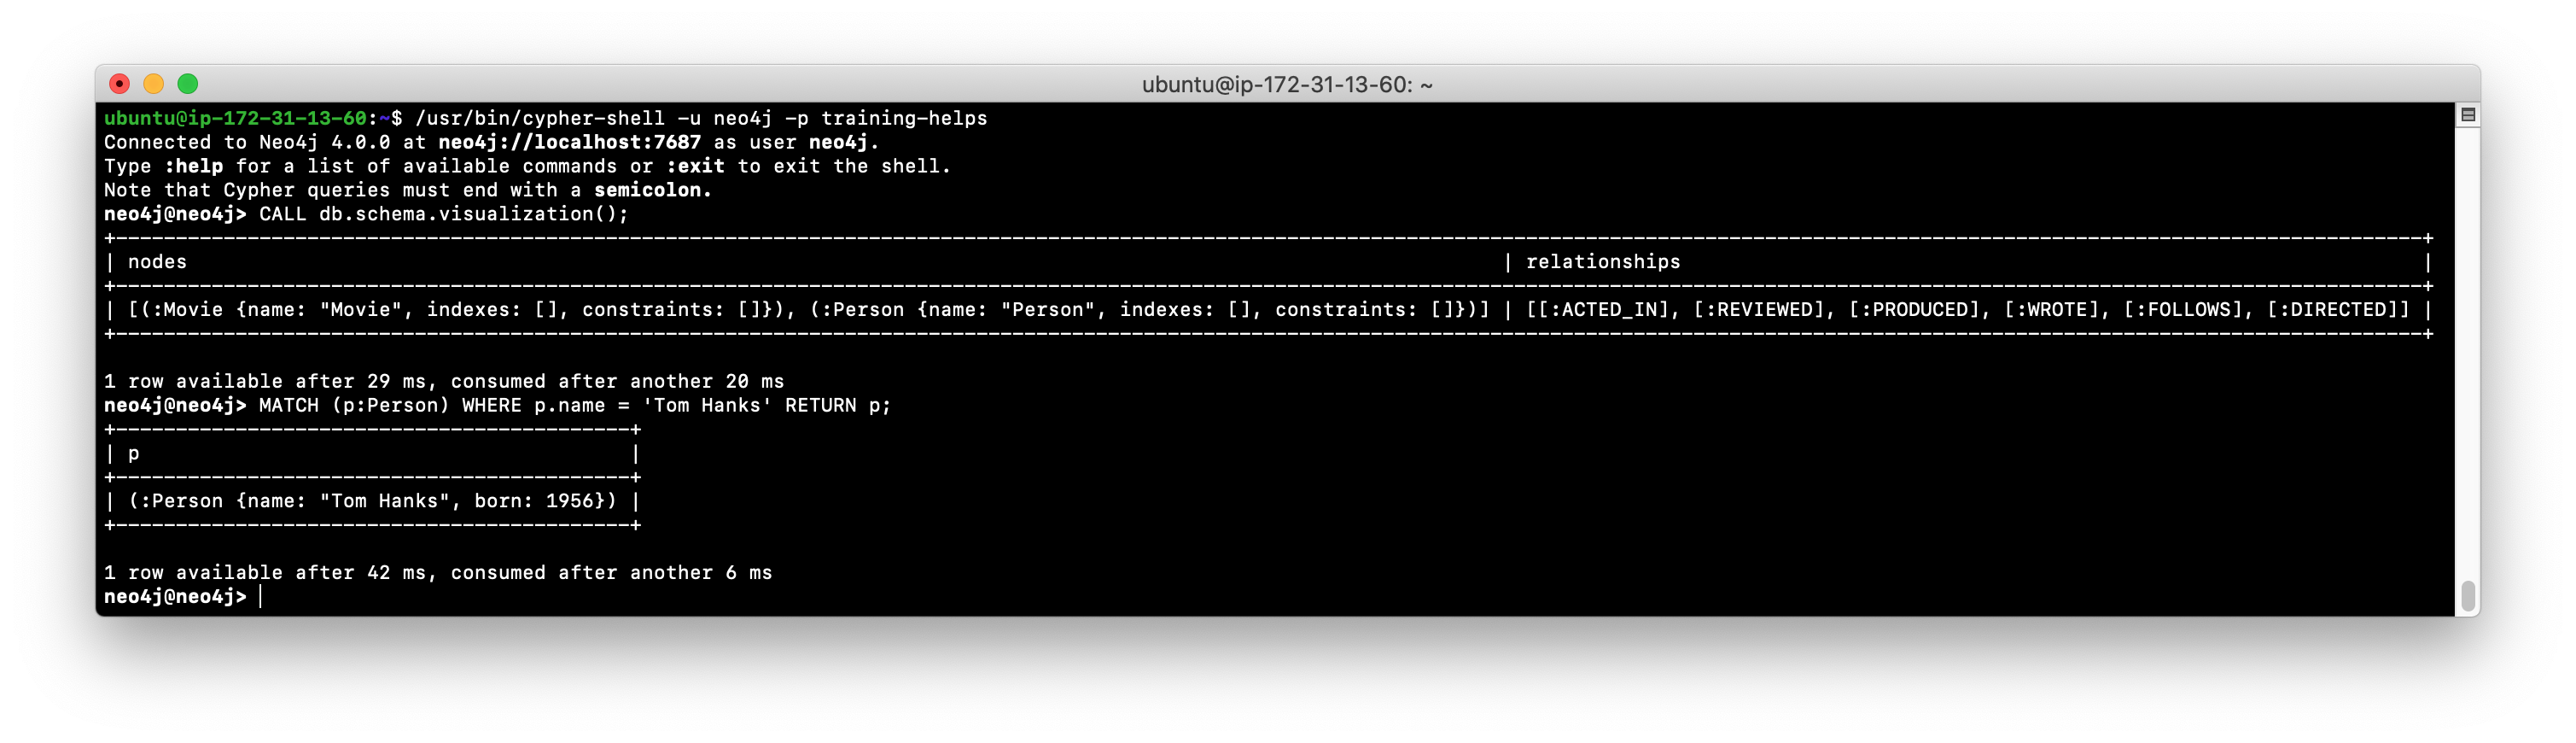 ubuntu@ip-172-31-13-60: ~
ubuntu@ip-172-31-13-60:~$ /usr/bin/cypher-shell -u neo4j -p training-helps
Connected to Neo4j 4.0.0 at neo4j://localhost:7687 as user neo4j.
Type :help for a list of available commands or :exit to exit the shell.
Note that Cypher queries must end with a semicolon.
neo4j@neo4j> CALL db.schema.visualization();
| nodes | relationships |
| [(:Movie {name: "Movie", indexes: [], constraints: []}), (:Person {name: "Person", indexes: [], constraints: []})] | [[:ACTED_IN], [:REVIEWED], [:PRODUCED], [:WROTE], [:FOLLOWS], [:DIRECTED]] |
1 row available after 29 ms, consumed after another 20 ms
neo4j@neo4j> MATCH (p:Person) WHERE p.name = 'Tom Hanks' RETURN p;
| p |
| (:Person {name: "Tom Hanks", born: 1956}) |
1 row available after 42 ms, consumed after another 6 ms
neo4j@neo4j>